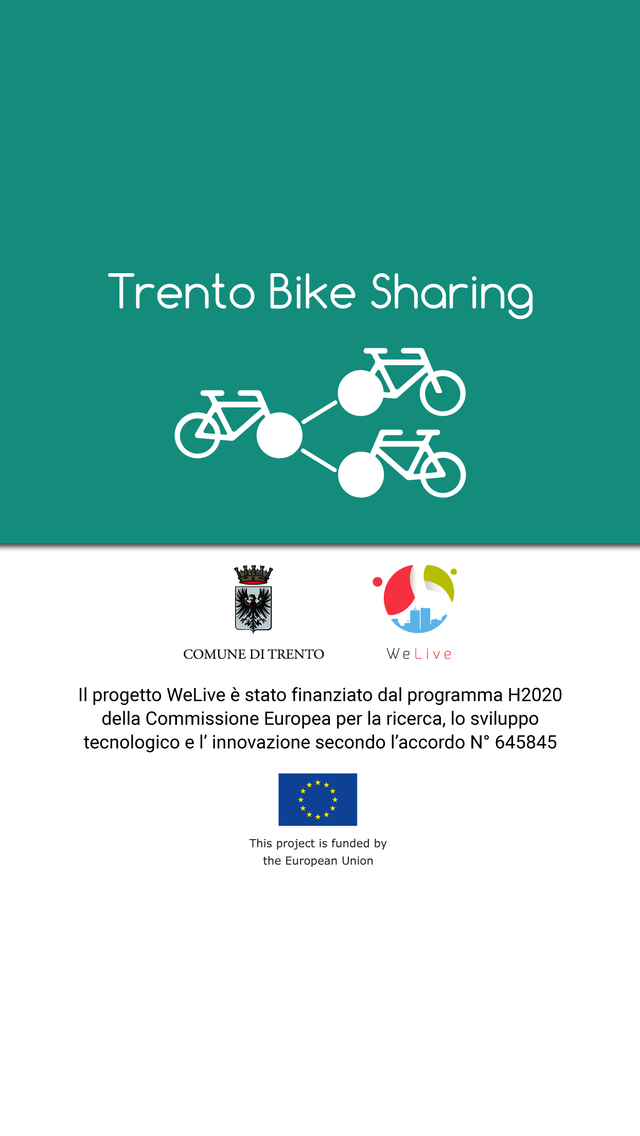 Trento Bike Sharing
COMUNE DI TRENTO
WeLive
Il progetto WeLive è stato finanziato dal programma H2020
della Commissione Europea per la ricerca, lo sviluppo
tecnologico e l’ innovazione secondo l’accordo N° 645845
This project is funded by
the European Union